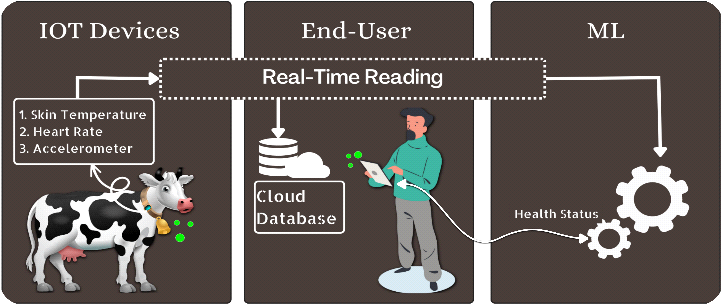 IOT Devices
End-User
ML
Real-Time Reading
1. Skin Temperature
2. Heart Rate
3. Accelerometer
Cloud
Database
Health Status